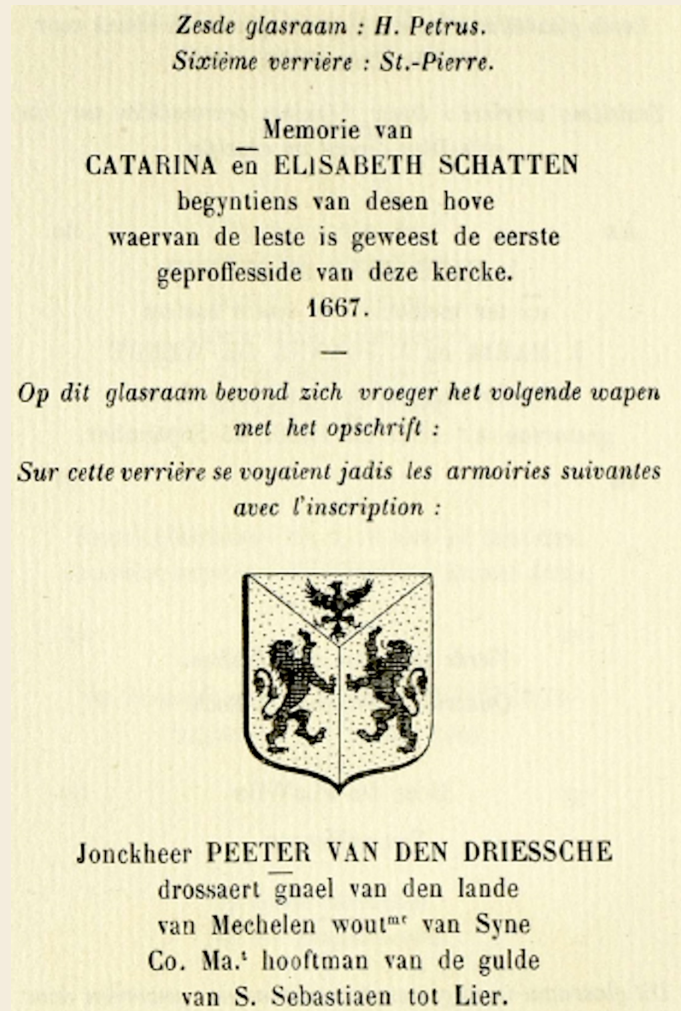 Zesde glasraam : H. Petrus.
Sixième verrière : St.-Pierre.
Memorie van
CATARINA en̅ ELISABETH SCHATTEN
begyntiens van desen hove
waervan de leste is geweest de eerste
geproffesside van deze kercke.
1667.
—
Op dit glasraam bevond zich vroeger het volgende wapen
met het opschrift :
Sur cette verrière se voyaient jadis les armoiries suivantes
avec l'inscription :
Jonckheer PEETER VAN DEN DRIESSCHE
drossaert g̅nael van den lande
van Mechelen woutᵐʳ van Syne
Co. Ma.ᵗ hooftman van de gulde
van S. Sebastiaen tot Lier.